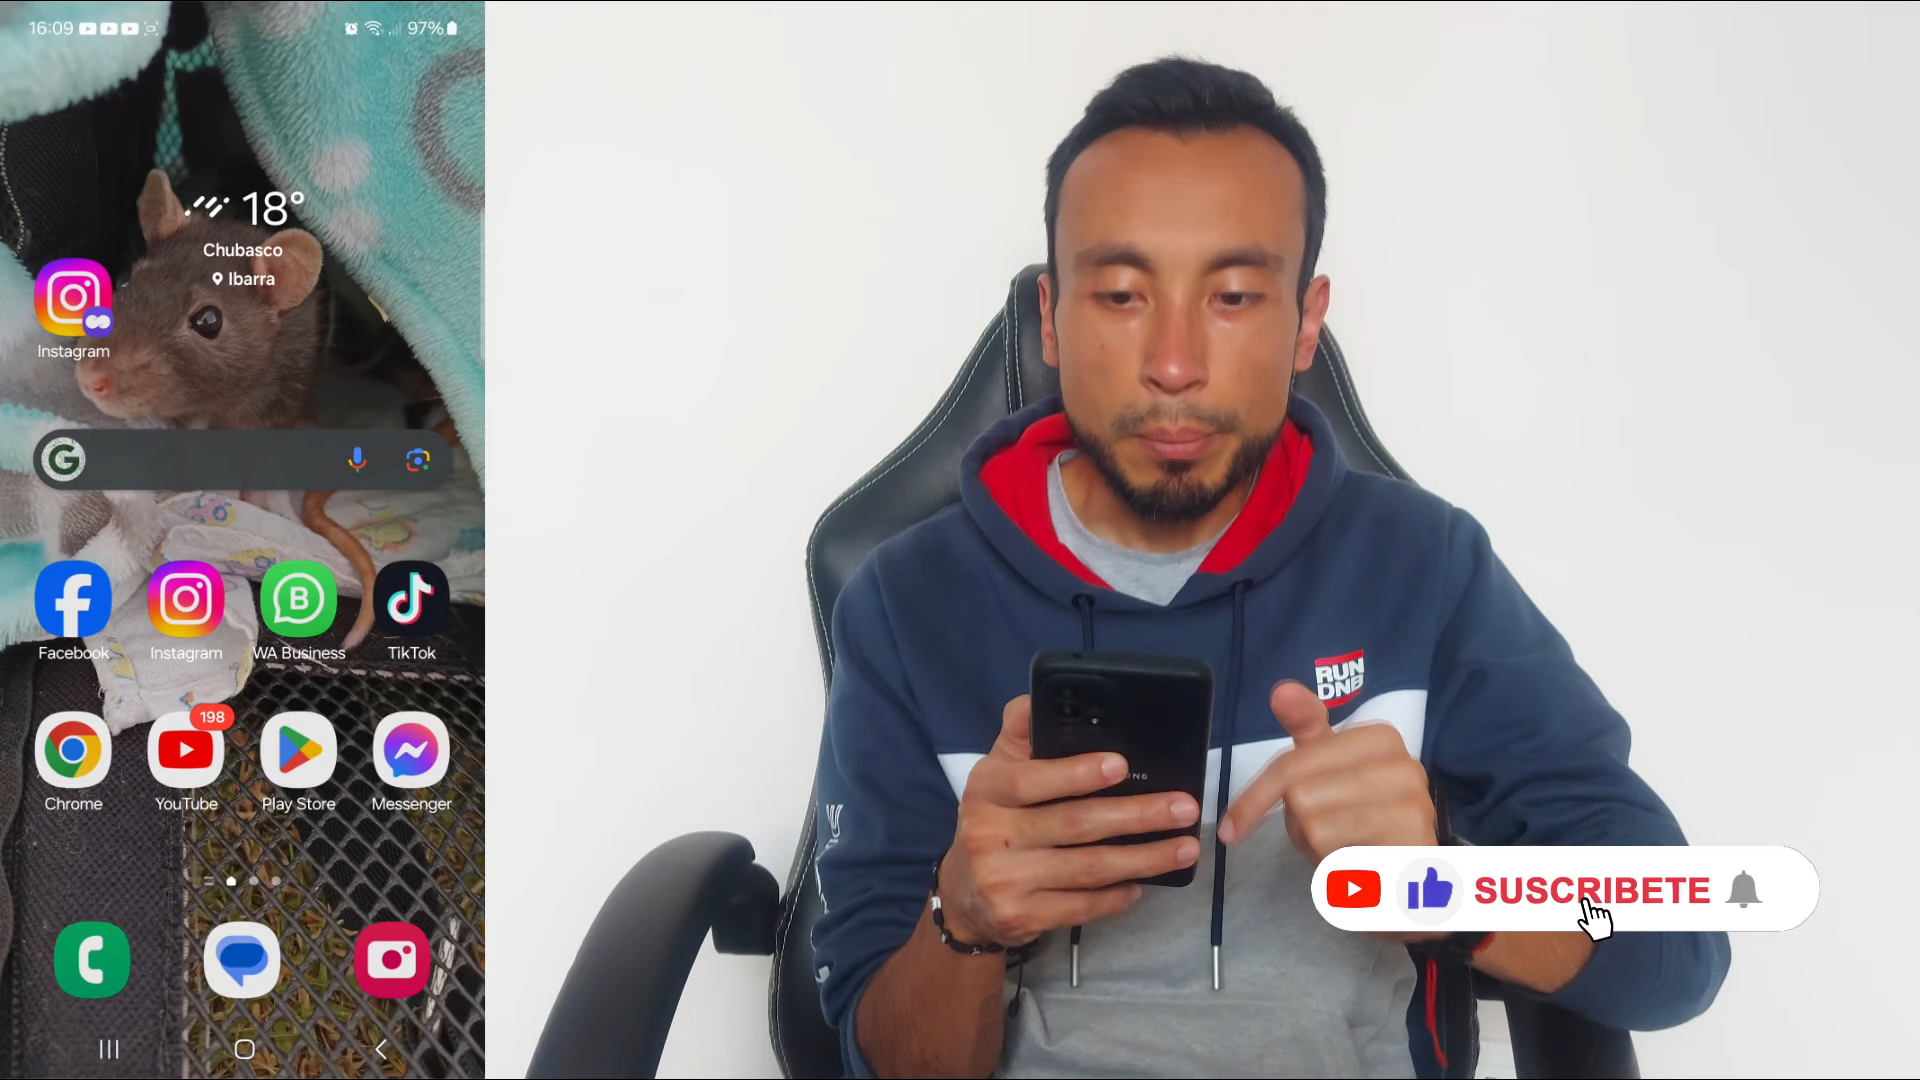 16:09
97%
18°
Chubasco
Ibarra
Instagram
G
Facebook
Instagram
B
WA Business
TikTok
198
Chrome
YouTube
Play Store
Messenger
RUN
DNB
SUSCRIBETE